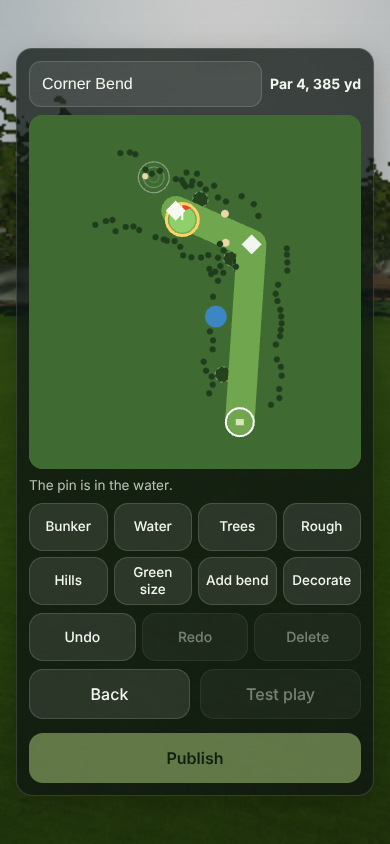 Corner Bend
Par 4, 385 yd
The pin is in the water.
Bunker
Water
Trees
Rough
Hills
Green
size
Add bend
Decorate
Undo
Redo
Delete
Back
Test play
Publish